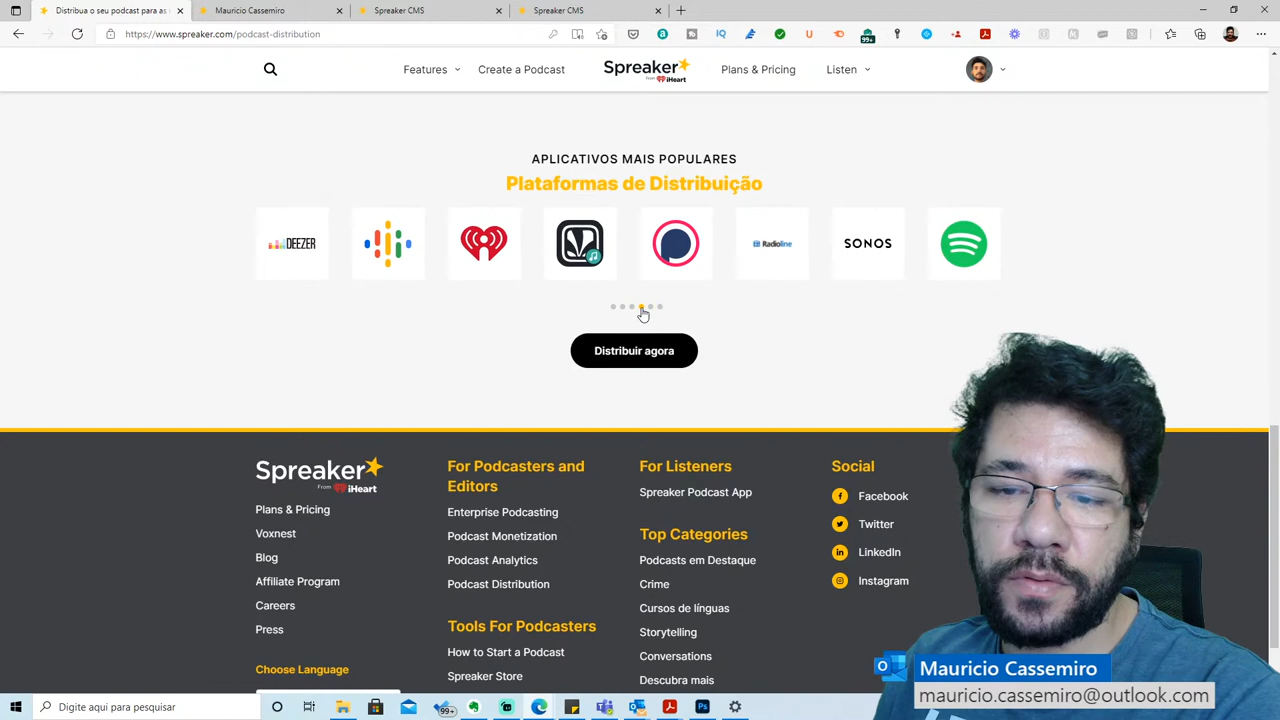 Distribua o seu podcast para as
Mauricio Cassemiro
Spreaker CMS
Spreaker CMS
https://www.spreaker.com/podcast-distribution
99+
Features
Create a Podcast
Spreaker
From iHeart
Plans & Pricing
Listen
APLICATIVOS MAIS POPULARES
Plataformas de Distribuição
DEEZER
Radioline
SONOS
Distribuir agora
Spreaker
From iHeart
Plans & Pricing
Voxnest
Blog
Affiliate Program
Careers
Press
Choose Language
For Podcasters and
Editors
Enterprise Podcasting
Podcast Monetization
Podcast Analytics
Podcast Distribution
Tools For Podcasters
How to Start a Podcast
Spreaker Store
For Listeners
Spreaker Podcast App
Top Categories
Podcasts em Destaque
Crime
Cursos de línguas
Storytelling
Conversations
Descubra mais
Social
Facebook
Twitter
LinkedIn
Instagram
Mauricio Cassemiro
mauricio.cassemiro@outlook.com
Digite aqui para pesquisar
99+